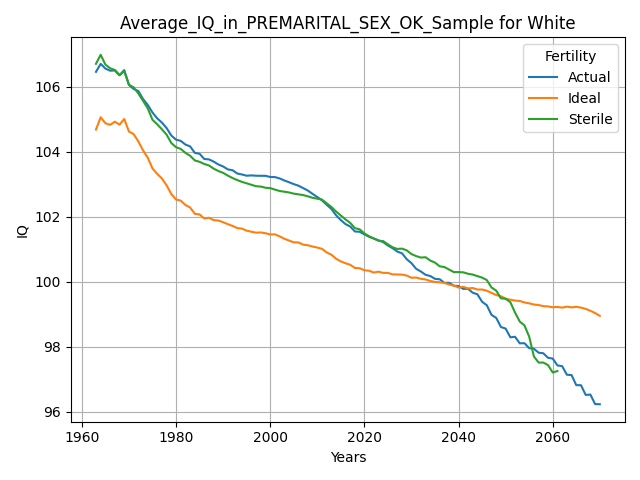 Average_IQ_in_PREMARITAL_SEX_OK_Sample for White
Fertility
Actual
Ideal
Sterile
IQ
106
104
102
100
98
96
1960
1980
2000
2020
2040
2060
Years